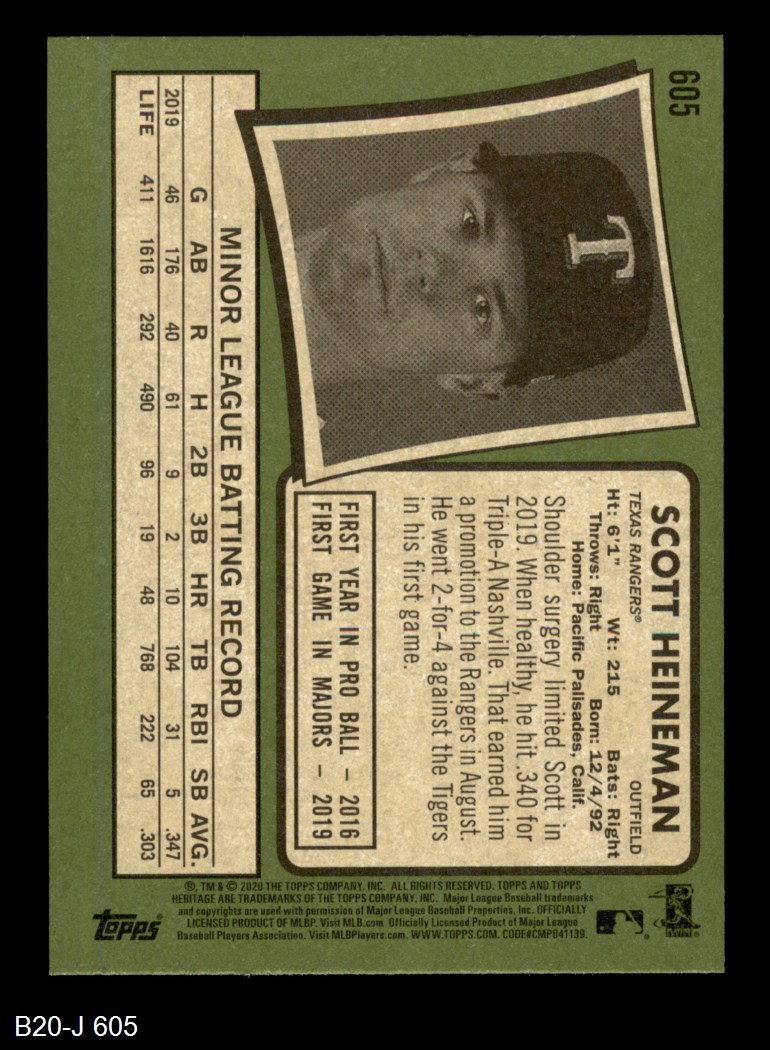 605
T
SCOTT HEINEMAN
TEXAS RANGERS® OUTFIELD
Ht: 6'1" Wt: 215 Bats: Right
Throws: Right Born: 12/4/92
Home: Pacific Palisades, Calif.
Shoulder surgery limited Scott in
2019. When healthy, he hit .340 for
Triple-A Nashville. That earned him
a promotion to the Rangers in August.
He went 2-for-4 against the Tigers
in his first game.
FIRST YEAR IN PRO BALL – 2016
FIRST GAME IN MAJORS – 2019
MINOR LEAGUE BATTING RECORD
G AB R H 2B 3B HR TB RBI SB AVG.
2019 46 176 40 61 9 2 10 104 31 5 .347
LIFE 411 1616 292 490 96 19 48 768 222 65 .303
®, TM & © 2020 THE TOPPS COMPANY, INC. ALL RIGHTS RESERVED. TOPPS AND TOPPS
HERITAGE ARE TRADEMARKS OF THE TOPPS COMPANY, INC. Major League Baseball trademarks
and copyrights are used with permission of Major League Baseball Properties, Inc. OFFICIALLY
LICENSED PRODUCT OF MLBP. Visit MLB.com. Officially Licensed Product of Major League
Baseball Players Association. Visit MLBPlayers.com. WWW.TOPPS.COM. CODE#CMP041139.
topps
B20-J 605